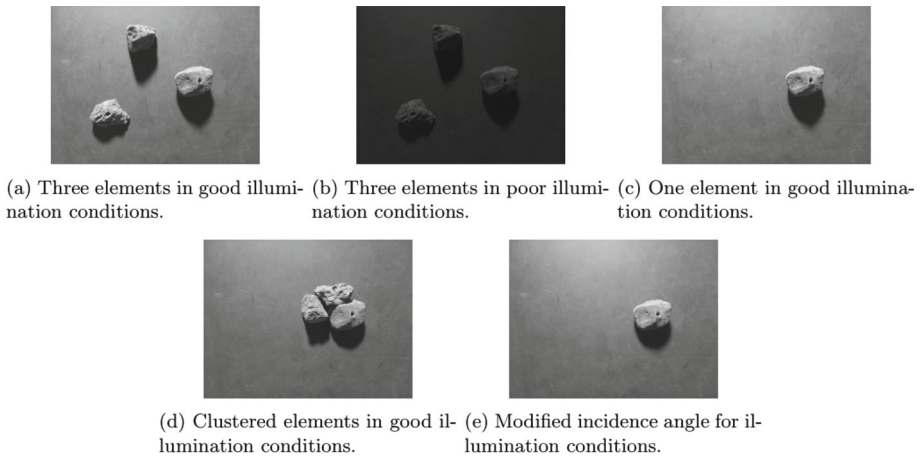 (a) Three elements in good illumi-
nation conditions.
(b) Three elements in poor illumi-
nation conditions.
(c) One element in good illumina-
tion conditions.
(d) Clustered elements in good il-
lumination conditions.
(e) Modified incidence angle for il-
lumination conditions.